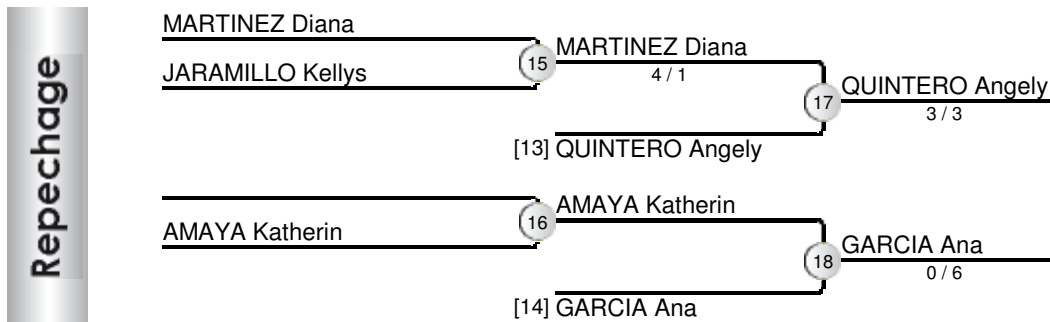 Repechage
MARTINEZ Diana
JARAMILLO Kellys
15
MARTINEZ Diana
4 / 1
[13] QUINTERO Angely
17
QUINTERO Angely
3 / 3
AMAYA Katherin
16
AMAYA Katherin
[14] GARCIA Ana
18
GARCIA Ana
0 / 6